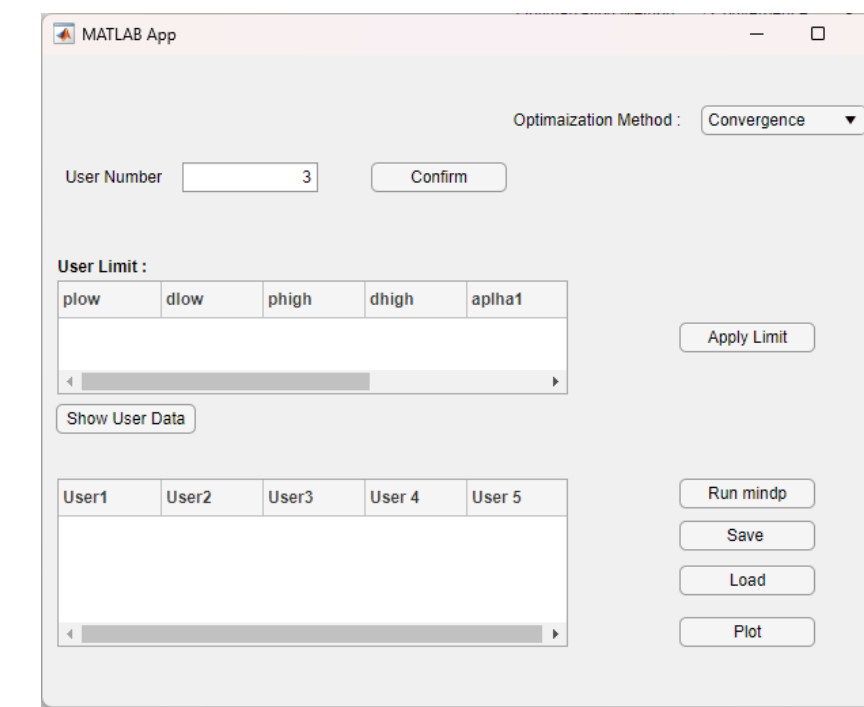 MATLAB App
Optimaization Method : Convergence
User Number 3 Confirm
User Limit :
plow dlow phigh dhigh aplha1
Apply Limit
Show User Data
User1 User2 User3 User 4 User 5
Run mindp
Save
Load
Plot